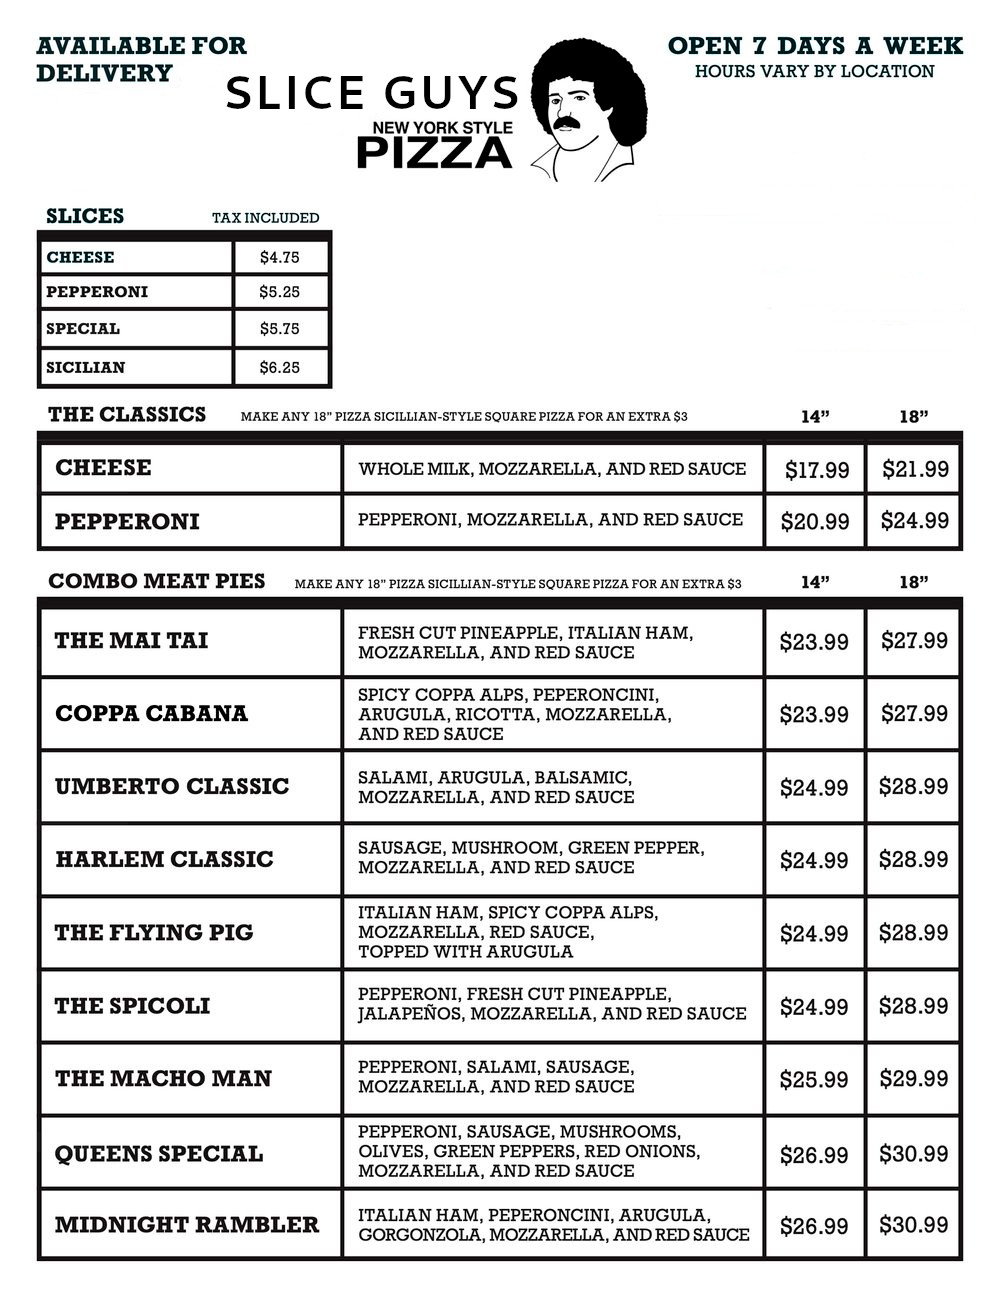 AVAILABLE FOR
DELIVERY
SLICE GUYS
NEW YORK STYLE
PIZZA
OPEN 7 DAYS A WEEK
HOURS VARY BY LOCATION
SLICES TAX INCLUDED
CHEESE $4.75
PEPPERONI $5.25
SPECIAL $5.75
SICILIAN $6.25
THE CLASSICS MAKE ANY 18” PIZZA SICILLIAN-STYLE SQUARE PIZZA FOR AN EXTRA $3 14” 18”
CHEESE WHOLE MILK, MOZZARELLA, AND RED SAUCE $17.99 $21.99
PEPPERONI PEPPERONI, MOZZARELLA, AND RED SAUCE $20.99 $24.99
COMBO MEAT PIES MAKE ANY 18” PIZZA SICILLIAN-STYLE SQUARE PIZZA FOR AN EXTRA $3 14” 18”
THE MAI TAI FRESH CUT PINEAPPLE, ITALIAN HAM,
MOZZARELLA, AND RED SAUCE $23.99 $27.99
COPPA CABANA SPICY COPPA ALPS, PEPERONCINI,
ARUGULA, RICOTTA, MOZZARELLA,
AND RED SAUCE $23.99 $27.99
UMBERTO CLASSIC SALAMI, ARUGULA, BALSAMIC,
MOZZARELLA, AND RED SAUCE $24.99 $28.99
HARLEM CLASSIC SAUSAGE, MUSHROOM, GREEN PEPPER,
MOZZARELLA, AND RED SAUCE $24.99 $28.99
THE FLYING PIG ITALIAN HAM, SPICY COPPA ALPS,
MOZZARELLA, RED SAUCE,
TOPPED WITH ARUGULA $24.99 $28.99
THE SPICOLI PEPPERONI, FRESH CUT PINEAPPLE,
JALAPEÑOS, MOZZARELLA, AND RED SAUCE $24.99 $28.99
THE MACHO MAN PEPPERONI, SALAMI, SAUSAGE,
MOZZARELLA, AND RED SAUCE $25.99 $29.99
QUEENS SPECIAL PEPPERONI, SAUSAGE, MUSHROOMS,
OLIVES, GREEN PEPPERS, RED ONIONS,
MOZZARELLA, AND RED SAUCE $26.99 $30.99
MIDNIGHT RAMBLER ITALIAN HAM, PEPERONCINI, ARUGULA,
GORGONZOLA, MOZZARELLA, AND RED SAUCE $26.99 $30.99